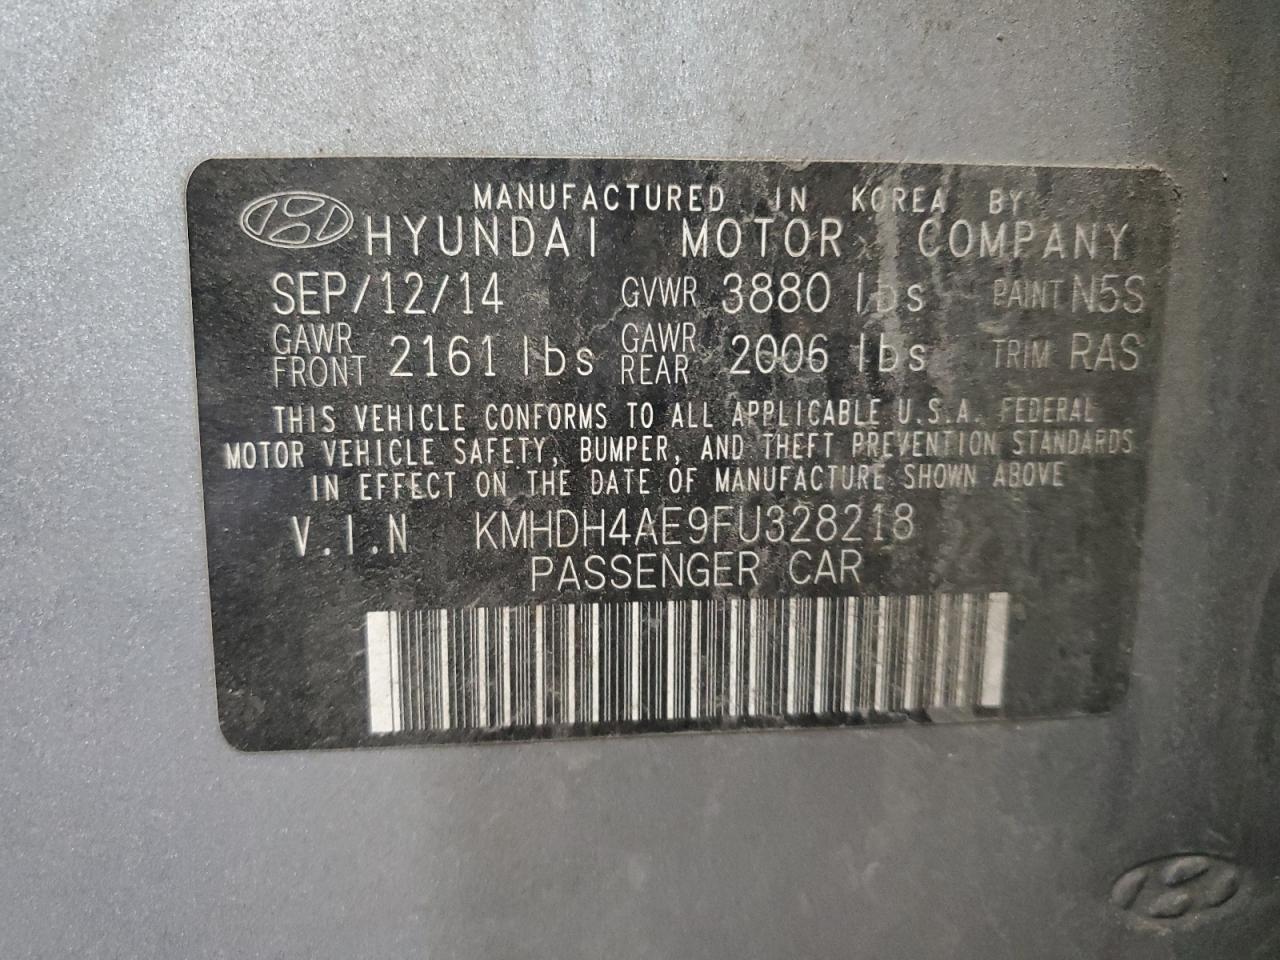 MANUFACTURED IN KOREA BY
HYUNDAI MOTOR COMPANY
SEP/12/14 GVWR 3880 lbs PAINT N5S
GAWR FRONT 2161 lbs GAWR REAR 2006 lbs TRIM RAS
THIS VEHICLE CONFORMS TO ALL APPLICABLE U.S.A. FEDERAL
MOTOR VEHICLE SAFETY, BUMPER, AND THEFT PREVENTION STANDARDS
IN EFFECT ON THE DATE OF MANUFACTURE SHOWN ABOVE
V.I.N KMHDH4AE9FU328218
PASSENGER CAR